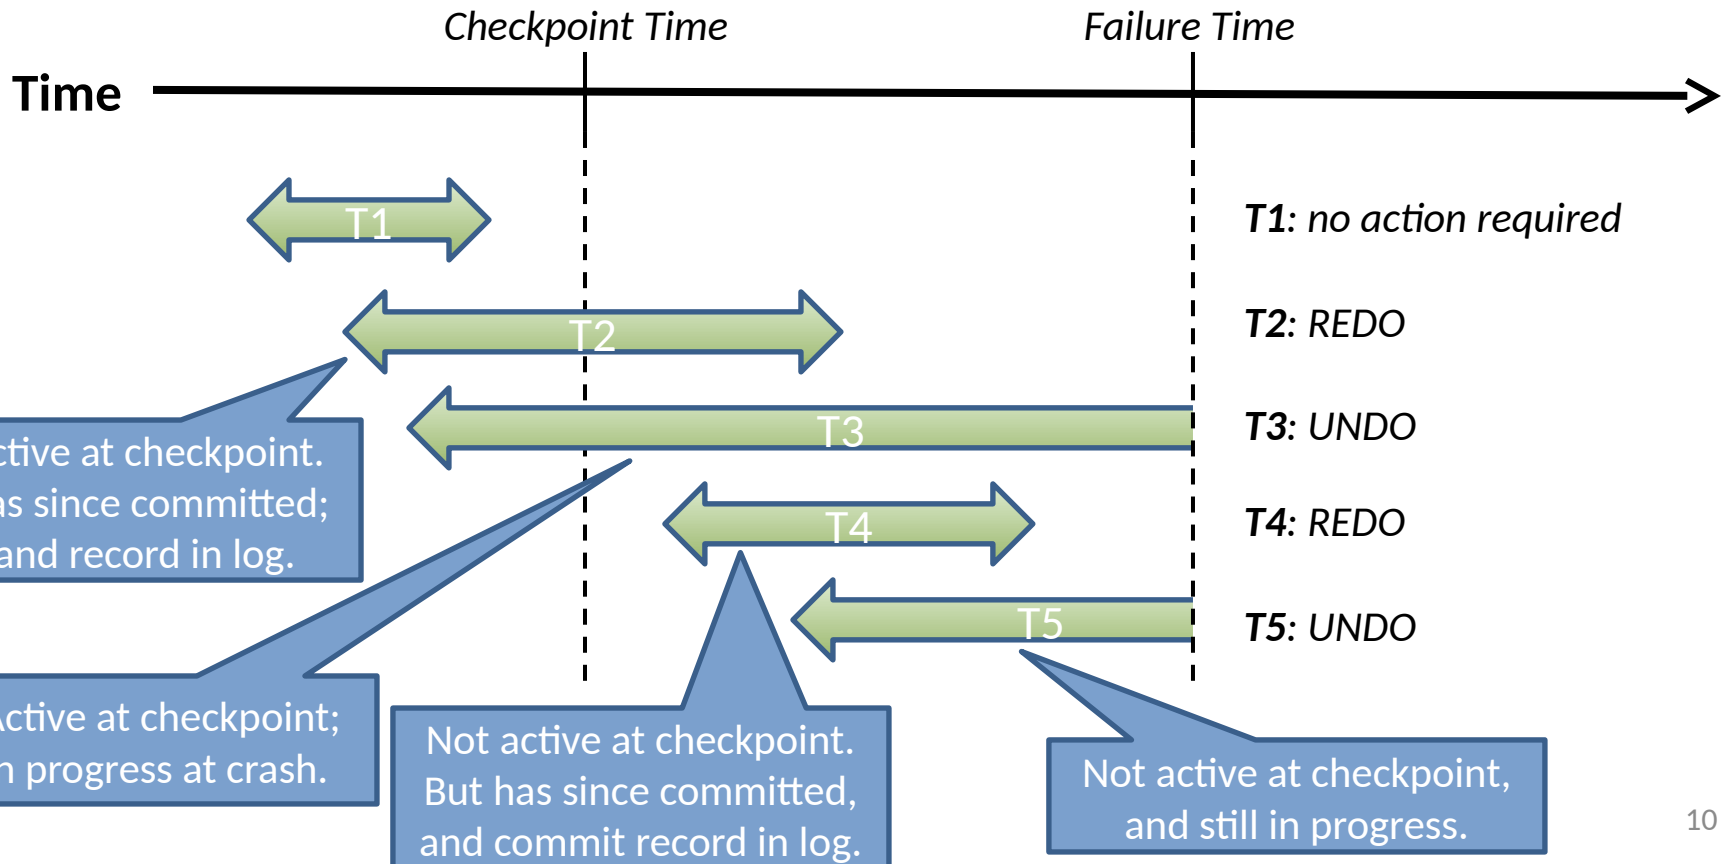 Checkpoint Time
Failure Time
Time
T1
T1: no action required
T2
T2: REDO
T3
T3: UNDO
ctive at checkpoint.
as since committed;
and record in log.
T4
T4: REDO
T5
T5: UNDO
Active at checkpoint;
n progress at crash.
Not active at checkpoint.
But has since committed,
and commit record in log.
Not active at checkpoint,
and still in progress.
10